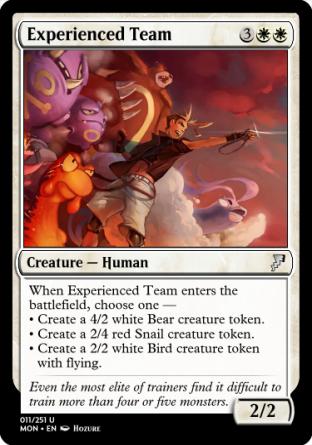 Experienced Team 3
Creature — Human
When Experienced Team enters the
battlefield, choose one —
• Create a 4/2 white Bear creature token.
• Create a 2/4 red Snail creature token.
• Create a 2/2 white Bird creature token
with flying.
Even the most elite of trainers find it difficult to
train more than four or five monsters.
2/2
011/251 U
MON • EN Hozure